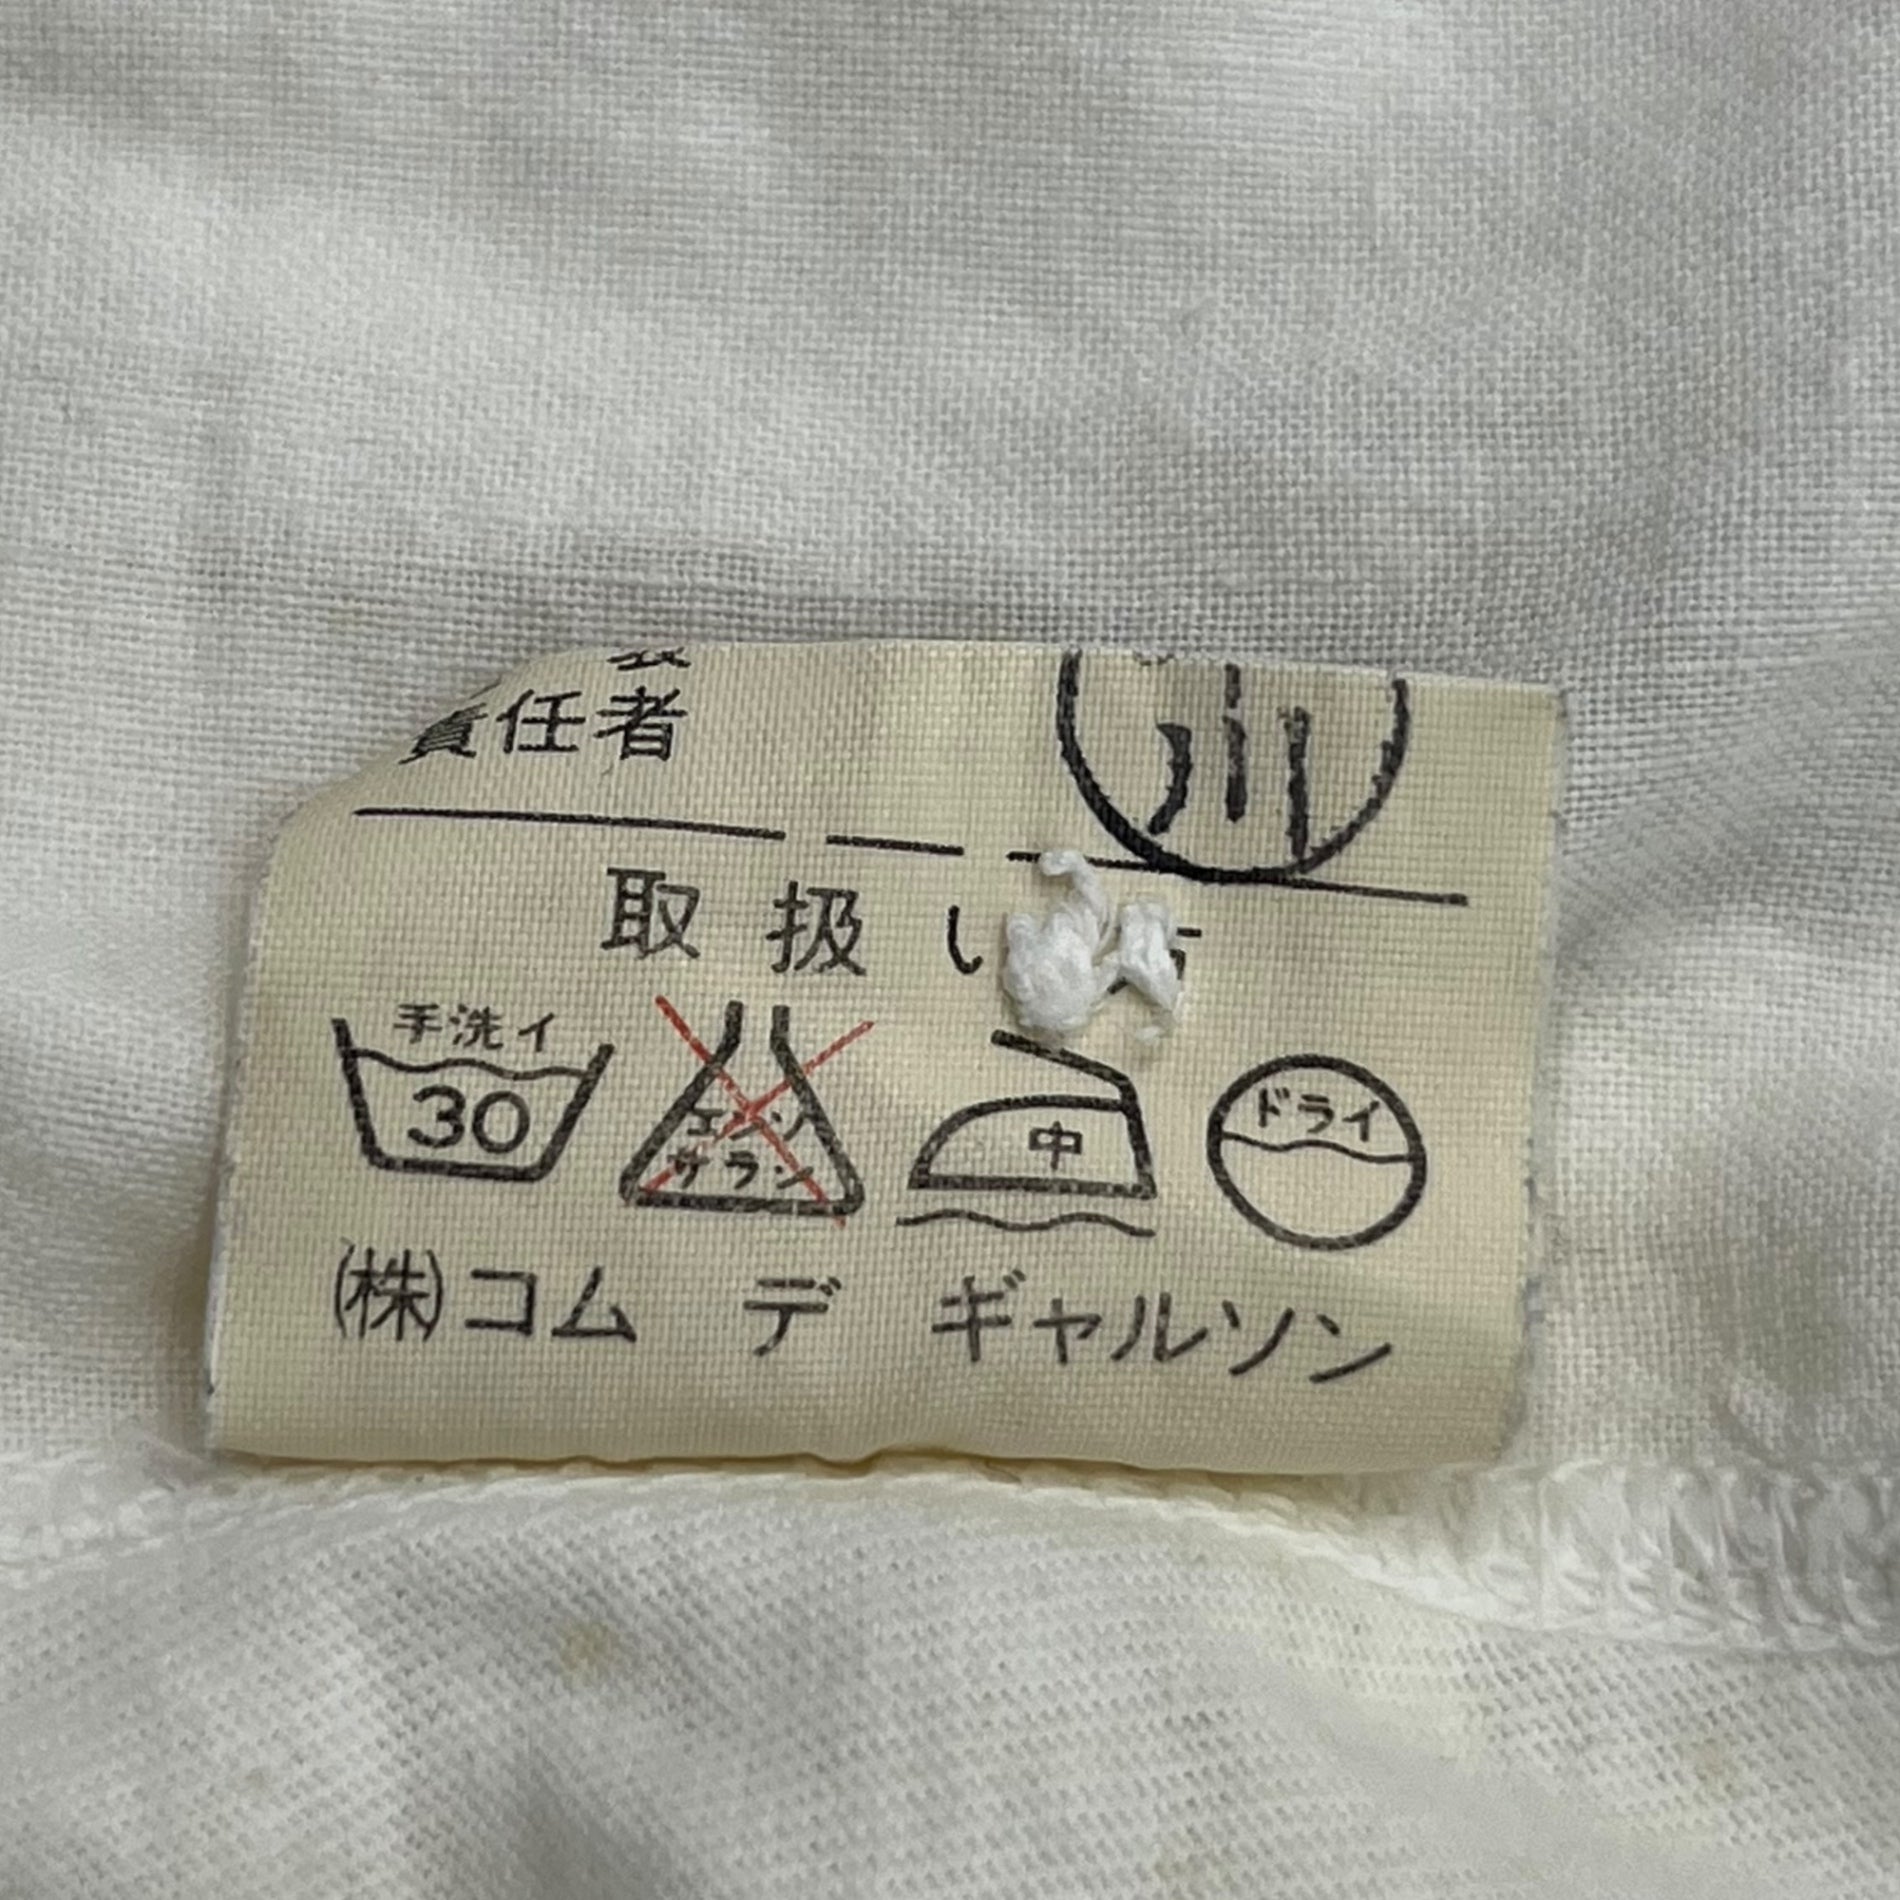 責任者
取扱い方
手洗イ
30
エンソ
サラシ
中
ドライ
(株)コム デ ギャルソン